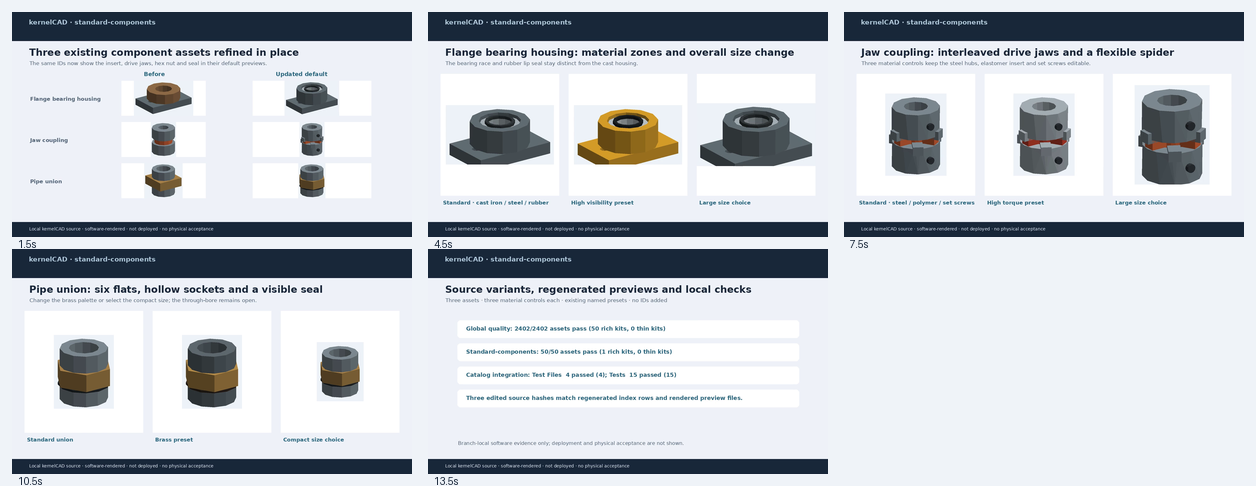 kernelCAD · standard-components
Three existing component assets refined in place
The same IDs now show the insert, drive jaws, hex nut and seal in their default previews.
Before
Updated default
Flange bearing housing
Jaw coupling
Pipe union
Local kernelCAD source · software-rendered · not deployed · no physical acceptance
1.5s
kernelCAD · standard-components
Flange bearing housing: material zones and overall size change
The bearing race and rubber lip seal stay distinct from the cast housing.
Standard · cast iron / steel / rubber
High visibility preset
Large size choice
Local kernelCAD source · software-rendered · not deployed · no physical acceptance
4.5s
kernelCAD · standard-components
Jaw coupling: interleaved drive jaws and a flexible spider
Three material controls keep the steel hubs, elastomer insert and set screws editable.
Standard · steel / polymer / set screws
High torque preset
Large size choice
Local kernelCAD source · software-rendered · not deployed · no physical acceptance
7.5s
kernelCAD · standard-components
Pipe union: six flats, hollow sockets and a visible seal
Change the brass palette or select the compact size; the through-bore remains open.
Standard union
Brass preset
Compact size choice
Local kernelCAD source · software-rendered · not deployed · no physical acceptance
10.5s
kernelCAD · standard-components
Source variants, regenerated previews and local checks
Three assets · three material controls each · existing named presets · no IDs added
Global quality: 2402/2402 assets pass (50 rich kits, 0 thin kits)
Standard-components: 50/50 assets pass (1 rich kits, 0 thin kits)
Catalog integration: Test Files 4 passed (4); Tests 15 passed (15)
Three edited source hashes match regenerated index rows and rendered preview files.
Branch-local software evidence only; deployment and physical acceptance are not shown.
Local kernelCAD source · software-rendered · not deployed · no physical acceptance
13.5s